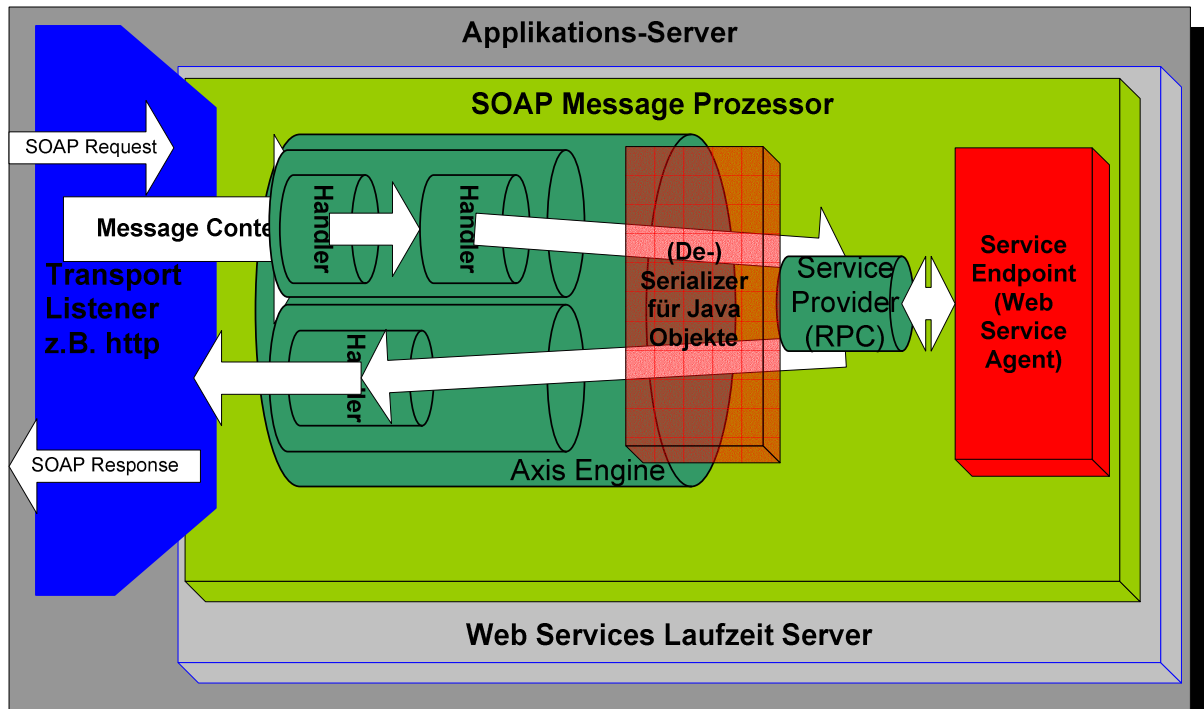 Applikations-Server
SOAP Message Prozessor
SOAP Request
Message Conte
Transport
Listener
z.B. http
Handler
Handler
(De-)
Serializer
für Java
Objekte
Service
Provider
(RPC)
Service
Endpoint
(Web
Service
Agent)
SOAP Response
Axis Engine
Web Services Laufzeit Server